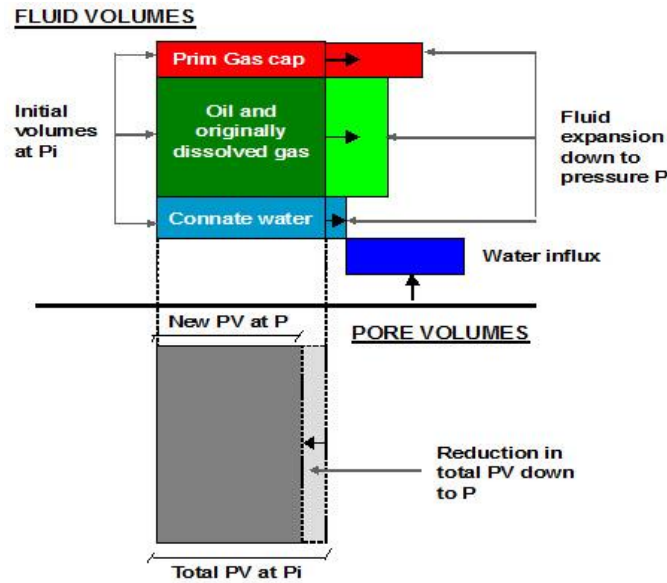 FLUID VOLUMES
Prim Gas cap
Initial
volumes
at Pi
Oil and
originally
dissolved gas
Fluid
expansion
down to
pressure P
Connate water
Water influx
New PV at P
PORE VOLUMES
Reduction in
total PV down
to P
Total PV at Pi